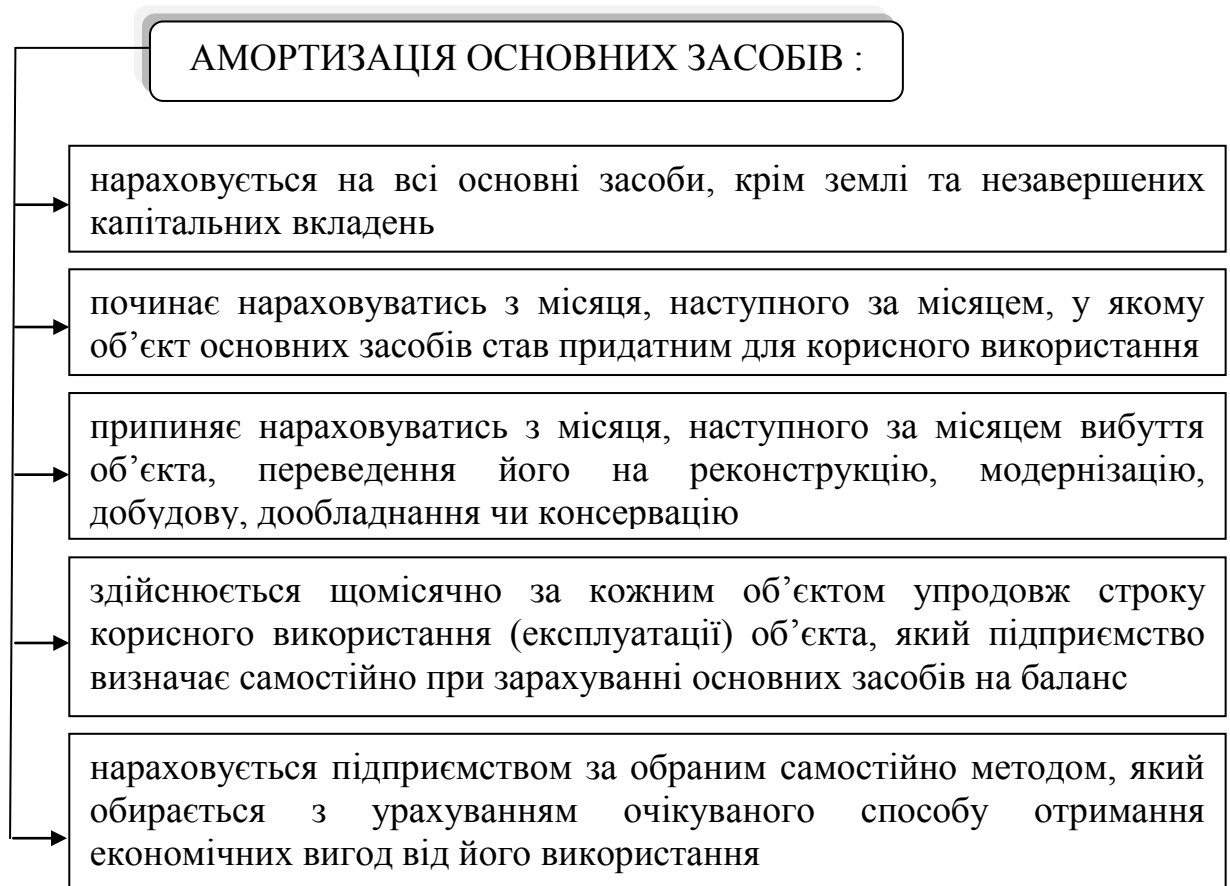 АМОРТИЗАЦІЯ ОСНОВНИХ ЗАСОБІВ :
нараховується на всі основні засоби, крім землі та незавершених
капітальних вкладень
починає нараховуватись з місяця, наступного за місяцем, у якому
об’єкт основних засобів став придатним для корисного використання
припиняє нараховуватись з місяця, наступного за місяцем вибуття
об’єкта, переведення його на реконструкцію, модернізацію,
добудову, дообладнання чи консервацію
здійснюється щомісячно за кожним об’єктом упродовж строку
корисного використання (експлуатації) об’єкта, який підприємство
визначає самостійно при зарахуванні основних засобів на баланс
нараховується підприємством за обраним самостійно методом, який
обирається з урахуванням очікуваного способу отримання
економічних вигод від його використання